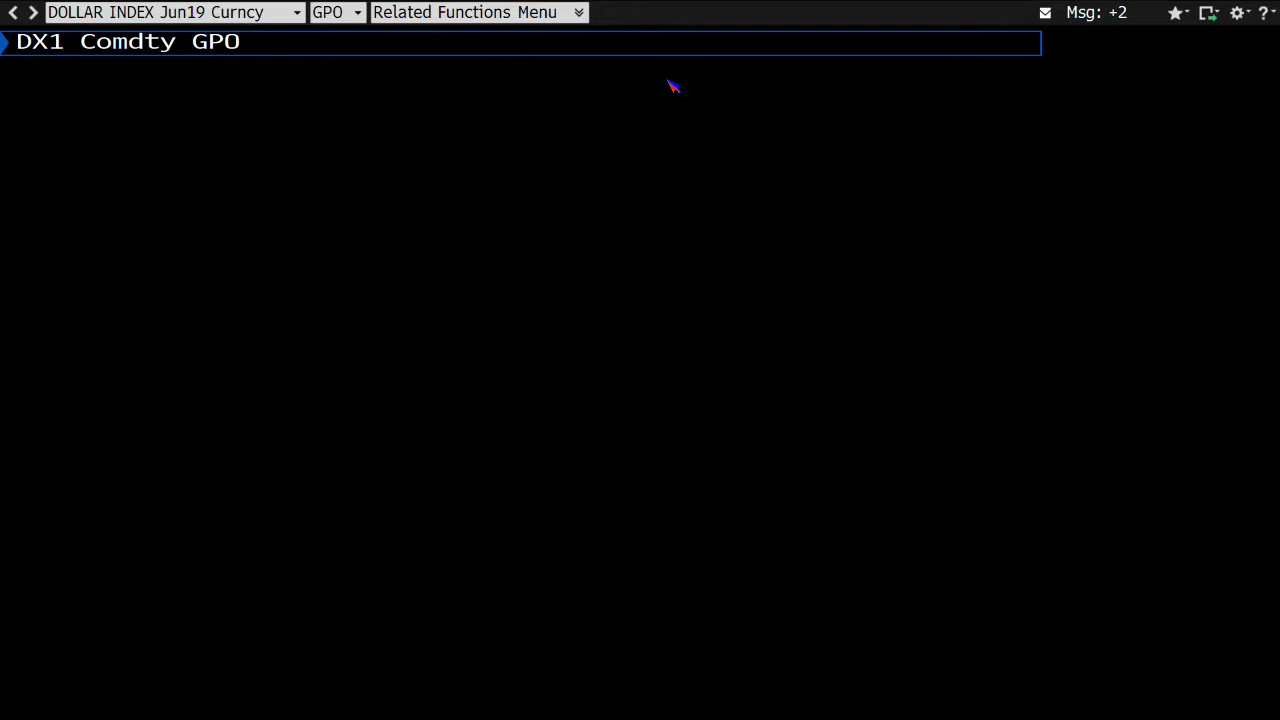 DOLLAR INDEX Jun19 Curncy GPO Related Functions Menu Msg: +2 ?
DX1 Comdty GPO